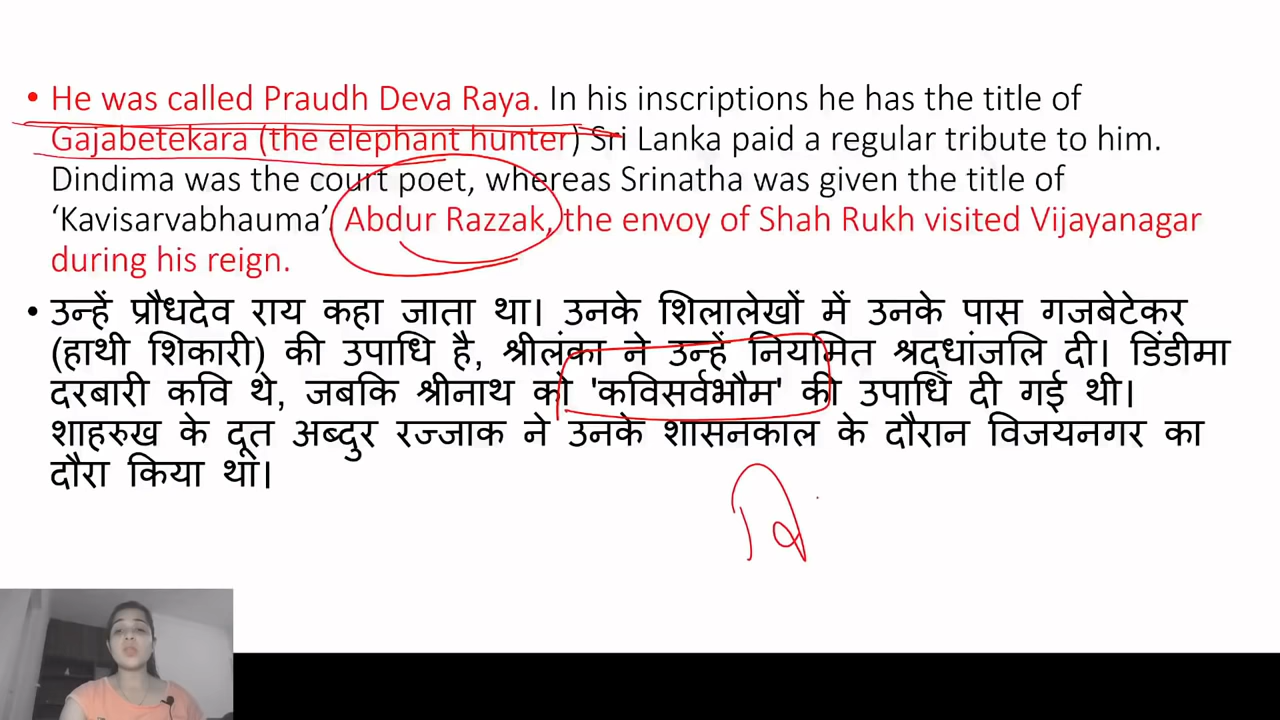 • He was called Praudh Deva Raya. In his inscriptions he has the title of
Gajabetekara (the elephant hunter) Sri Lanka paid a regular tribute to him.
Dindima was the court poet, whereas Srinatha was given the title of
‘Kavisarvabhauma’. Abdur Razzak, the envoy of Shah Rukh visited Vijayanagar
during his reign.
• उन्हें प्रौधदेव राय कहा जाता था। उनके शिलालेखों में उनके पास गजबेटेकर
(हाथी शिकारी) की उपाधि है, श्रीलंका ने उन्हें नियमित श्रद्धांजलि दी। डिंडीमा
दरबारी कवि थे, जबकि श्रीनाथ को 'कविसर्वभौम' की उपाधि दी गई थी।
शाहरुख के दूत अब्दुर रज्जाक ने उनके शासनकाल के दौरान विजयनगर का
दौरा किया था।